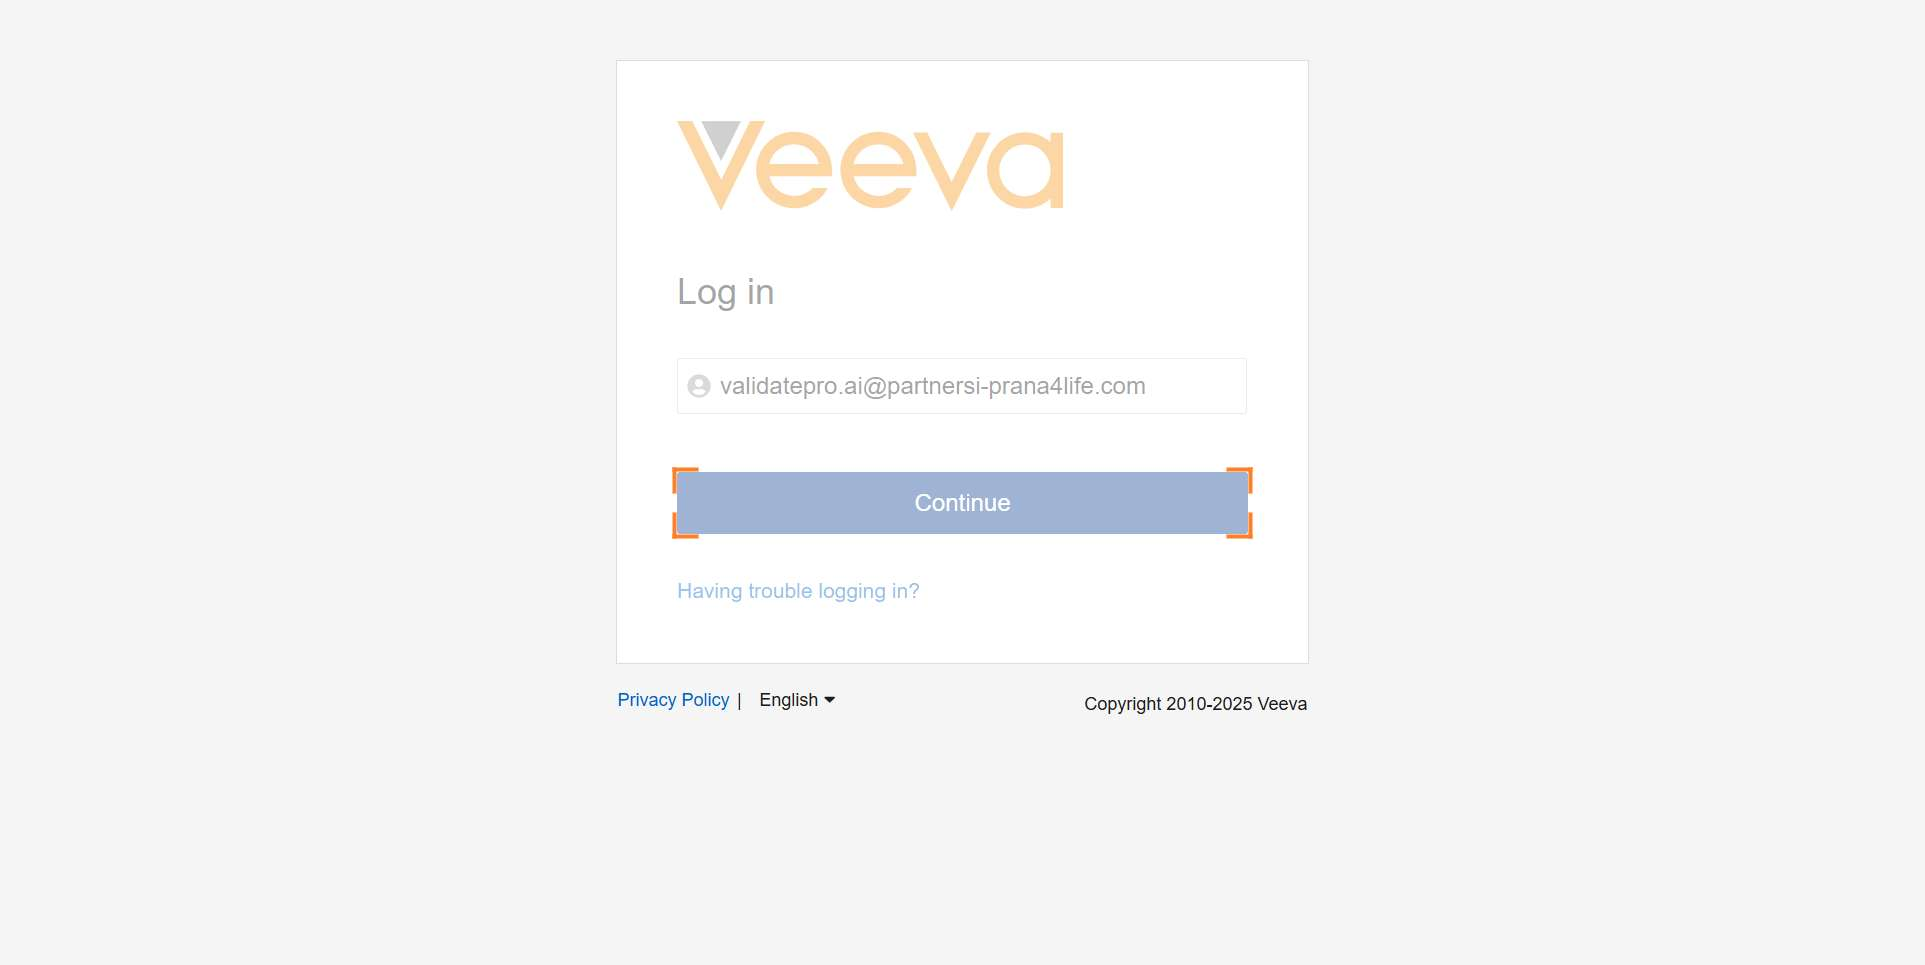 veeva
Log in
validatepro.ai@partnersi-prana4life.com
Continue
Having trouble logging in?
Privacy Policy | English
Copyright 2010-2025 Veeva